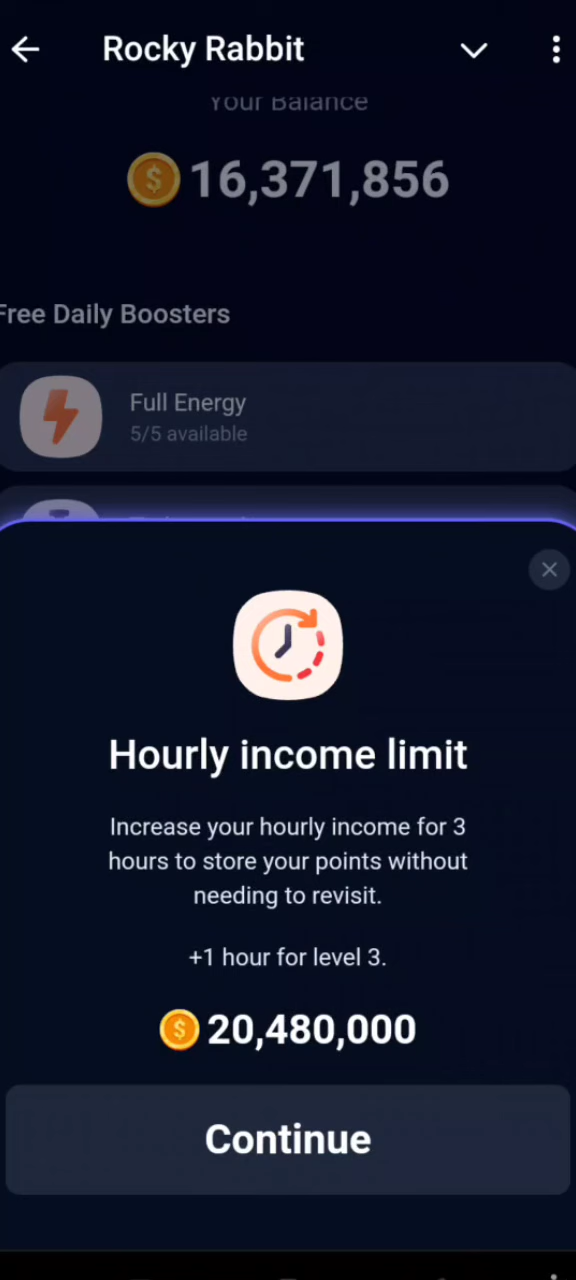 Rocky Rabbit
Your Balance
16,371,856
Free Daily Boosters
Full Energy
5/5 available
Hourly income limit
Increase your hourly income for 3
hours to store your points without
needing to revisit.
+1 hour for level 3.
20,480,000
Continue